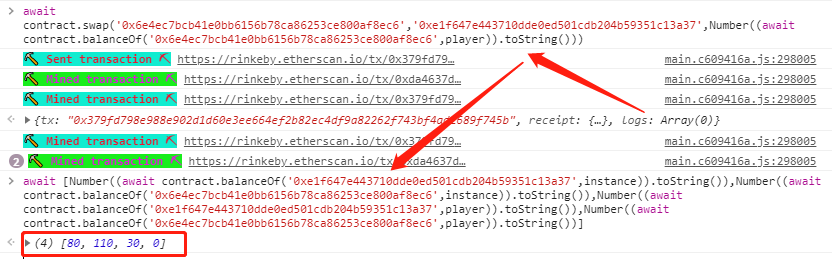 > await
contract.swap('0x6e4ec7bcb41e0bb6156b78ca86253ce800af8ec6','0xe1f647e443710dde0ed501cdb204b59351c13a37',Number((await
contract.balanceOf('0x6e4ec7bcb41e0bb6156b78ca86253ce800af8ec6',player)).toString()))
Sent transaction https://rinkeby.etherscan.io/tx/0x379fd79… main.c609416a.js:298005
Mined transaction https://rinkeby.etherscan.io/tx/0xda4637d… main.c609416a.js:298005
Mined transaction https://rinkeby.etherscan.io/tx/0x379fd79… main.c609416a.js:298005
{tx: "0x379fd798e988e902d1d60e3ee664ef2b82ec4df9a82262f743bf4ad2689f745b", receipt: {…}, logs: Array(0)}
Mined transaction https://rinkeby.etherscan.io/tx/0x379fd79… main.c609416a.js:298005
2 Mined transaction https://rinkeby.etherscan.io/tx/0xda4637d… main.c609416a.js:298005
> await [Number((await contract.balanceOf('0xe1f647e443710dde0ed501cdb204b59351c13a37',instance)).toString()),Number((await
contract.balanceOf('0x6e4ec7bcb41e0bb6156b78ca86253ce800af8ec6',instance)).toString()),Number((await
contract.balanceOf('0xe1f647e443710dde0ed501cdb204b59351c13a37',player)).toString()),Number((await
contract.balanceOf('0x6e4ec7bcb41e0bb6156b78ca86253ce800af8ec6',player)).toString())]
(4) [80, 110, 30, 0]